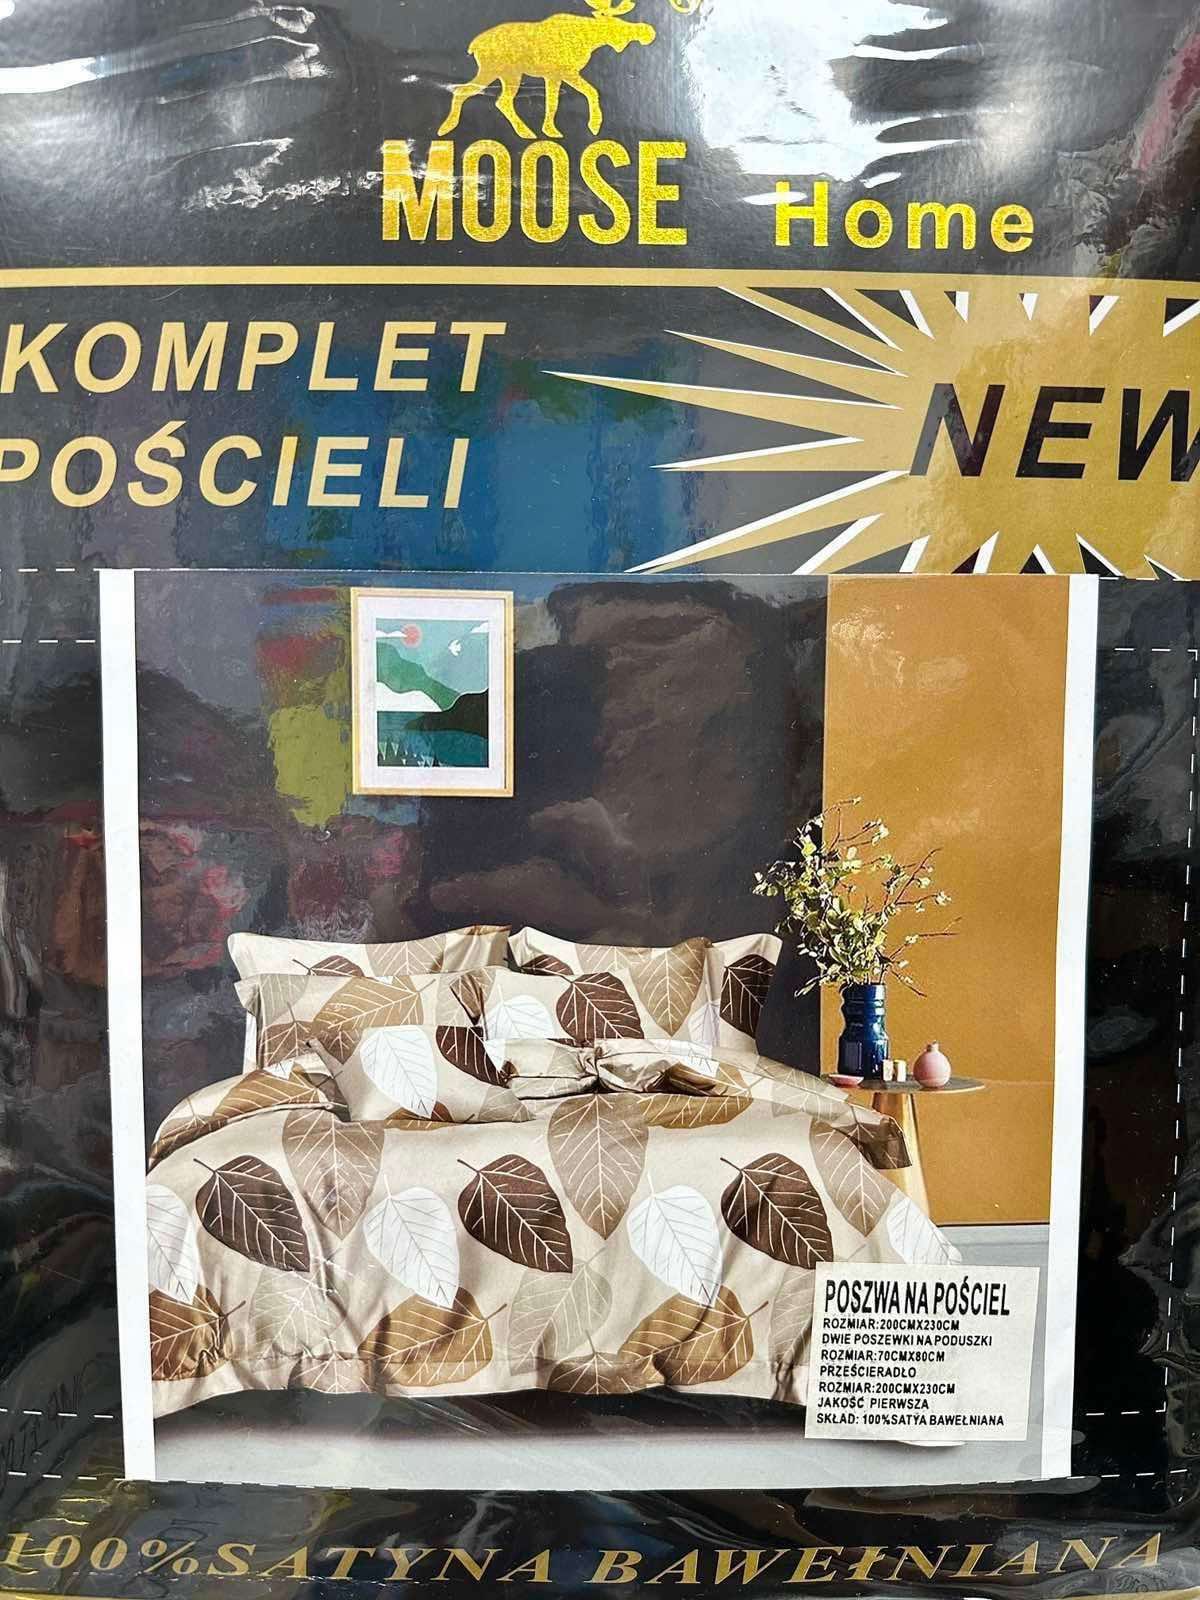 MOOSE Home
KOMPLET
POŚCIELI
NEW
POSZWA NA POŚCIEL
ROZMIAR:200CMX230CM
DWIE POSZEWKI NA PODUSZKI
ROZMIAR:70CMX80CM
PRZEŚCIERADŁO
ROZMIAR:200CMX230CM
JAKOŚĆ PIERWSZA
SKŁAD: 100%SATYA BAWEŁNIANA
100%SATYNA BAWEŁNIANA